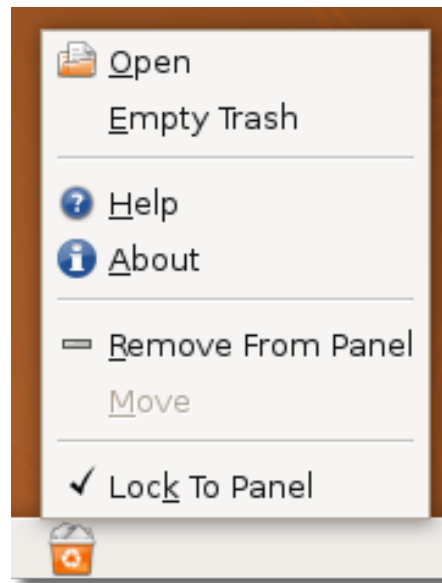 Open
Empty Trash
Help
About
Remove From Panel
Move
Lock To Panel